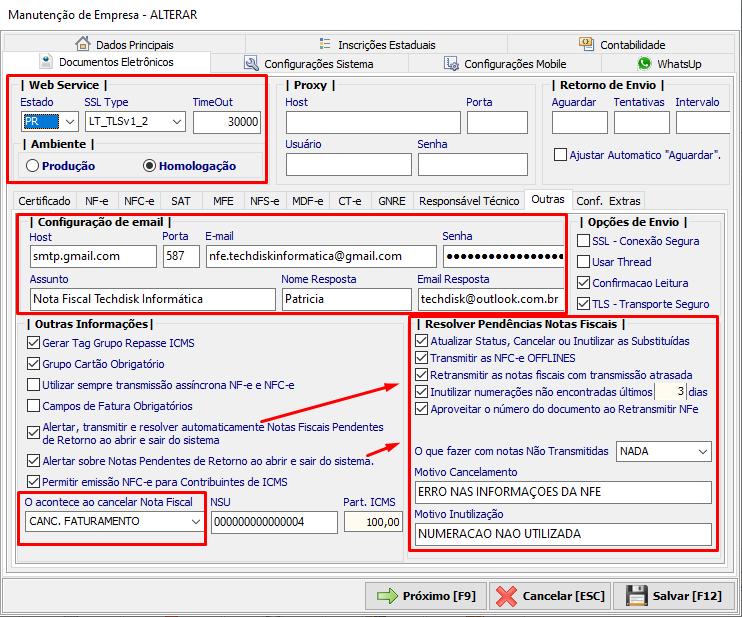 Manutenção de Empresa - ALTERAR
Dados Principais
Inscrições Estaduais
Contabilidade
Documentos Eletrônicos
Configurações Sistema
Configurações Mobile
WhatsUp
| Web Service |
Estado
SSL Type
TimeOut
PR
LT_TLSv1_2
30000
| Ambiente |
Produção
Homologação
| Proxy |
Host
Porta
Usuário
Senha
| Retorno de Envio |
Aguardar
Tentativas
Intervalo
Ajustar Automatico "Aguardar".
Certificado
NF-e
NFC-e
SAT
MFE
NFS-e
MDF-e
CT-e
GNRE
Responsável Técnico
Outras
Conf. Extras
| Configuração de email |
Host
Porta
E-mail
Senha
smtp.gmail.com
587
nfe.techdiskinformatica@gmail.com
Assunto
Nome Resposta
Email Resposta
Nota Fiscal Techdisk Informática
Patricia
techdisk@outlook.com.br
| Opções de Envio |
SSL - Conexão Segura
Usar Thread
Confirmacao Leitura
TLS - Transporte Seguro
| Outras Informações|
Gerar Tag Grupo Repasse ICMS
Grupo Cartão Obrigatório
Utilizar sempre transmissão assíncrona NF-e e NFC-e
Campos de Fatura Obrigatórios
Alertar, transmitir e resolver automaticamente Notas Fiscais Pendentes
de Retorno ao abrir e sair do sistema
Alertar sobre Notas Pendentes de Retorno ao abrir e sair do sistema.
Permitir emissão NFC-e para Contribuintes de ICMS
O acontece ao cancelar Nota Fiscal
NSU
Part. ICMS
CANC. FATURAMENTO
000000000000004
100,00
| Resolver Pendências Notas Fiscais |
Atualizar Status, Cancelar ou Inutilizar as Substituídas
Transmitir as NFC-e OFFLINES
Retransmitir as notas fiscais com transmissão atrasada
Inutilizar numerações não encontradas últimos 3 dias
Aproveitar o número do documento ao Retransmitir NFe
O que fazer com notas Não Transmitidas NADA
Motivo Cancelamento
ERRO NAS INFORMAÇOES DA NFE
Motivo Inutilização
NUMERACAO NAO UTILIZADA
Próximo [F9]
Cancelar [ESC]
Salvar [F12]